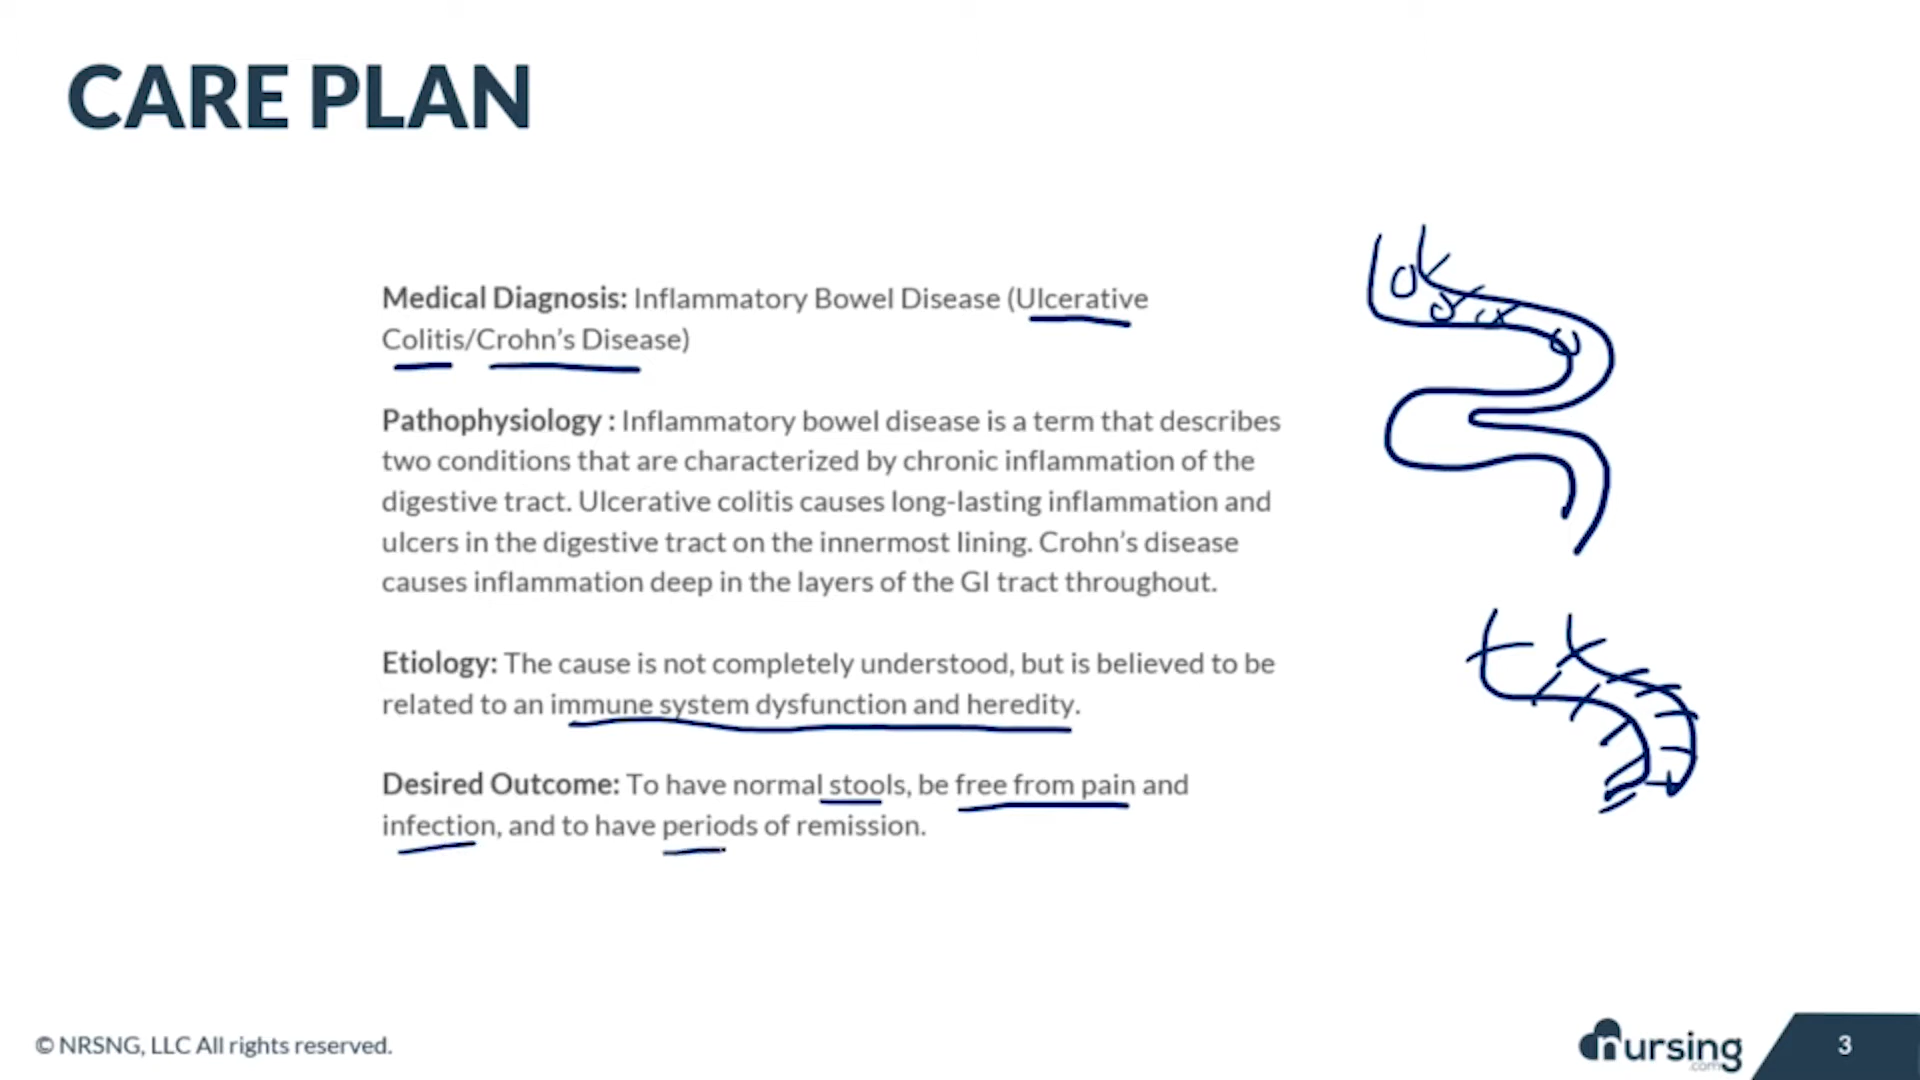 CARE PLAN
Medical Diagnosis: Inflammatory Bowel Disease (Ulcerative
Colitis/Crohn's Disease)
Pathophysiology : Inflammatory bowel disease is a term that describes
two conditions that are characterized by chronic inflammation of the
digestive tract. Ulcerative colitis causes long-lasting inflammation and
ulcers in the digestive tract on the innermost lining. Crohn's disease
causes inflammation deep in the layers of the GI tract throughout.
Etiology: The cause is not completely understood, but is believed to be
related to an immune system dysfunction and heredity.
Desired Outcome: To have normal stools, be free from pain and
infection, and to have periods of remission.
© NRSNG, LLC All rights reserved.
nursing
.com
3